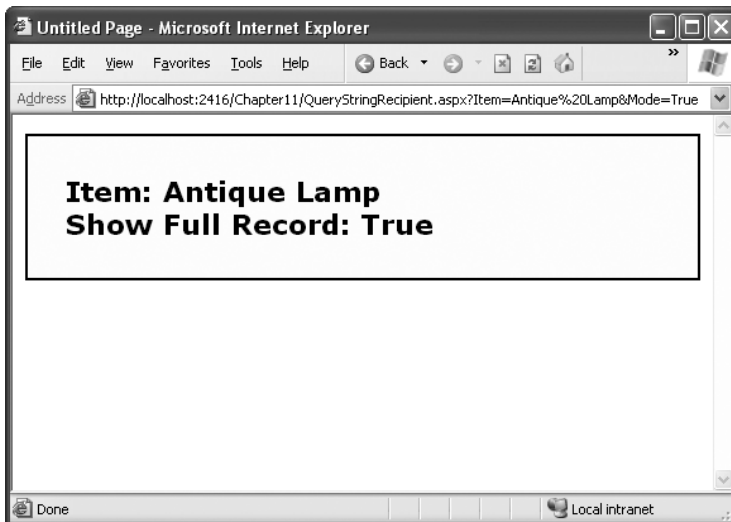 Untitled Page - Microsoft Internet Explorer
File Edit View Favorites Tools Help Back »
Address http://localhost:2416/Chapter11/QueryStringRecipient.aspx?Item=Antique%20Lamp&Mode=True
Item: Antique Lamp
Show Full Record: True
Done Local intranet